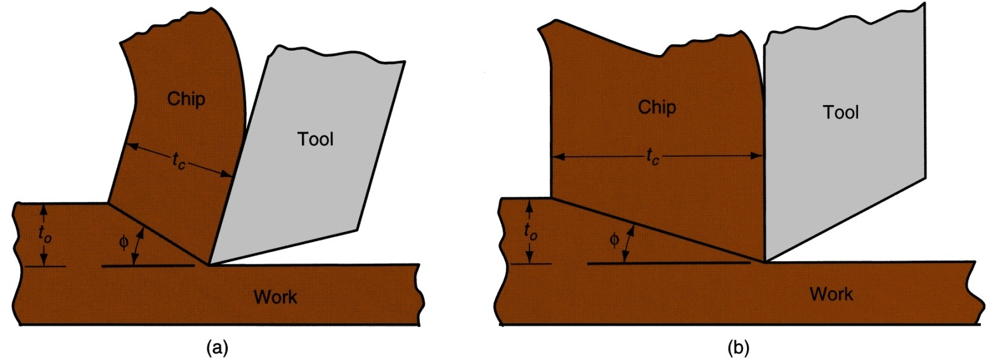 Chip
Tool
t_c
t_o
ϕ
Work
(a)
Chip
Tool
t_c
t_o
ϕ
Work
(b)